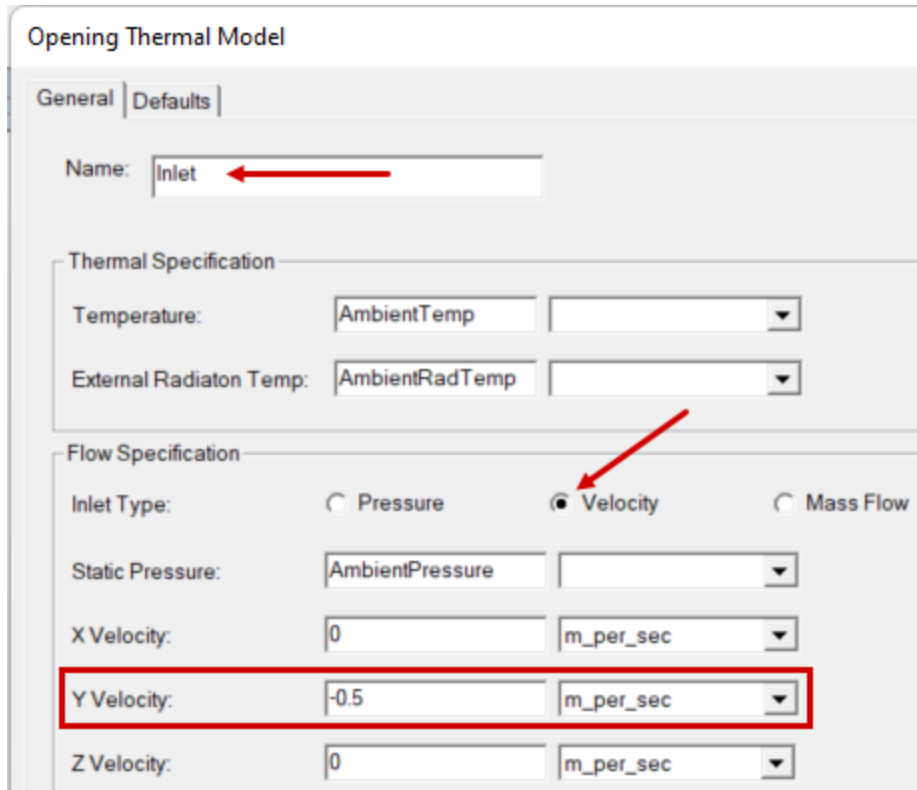 Opening Thermal Model
General Defaults
Name: Inlet
Thermal Specification
Temperature: AmbientTemp
External Radiaton Temp: AmbientRadTemp
Flow Specification
Inlet Type: Pressure Velocity Mass Flow
Static Pressure: AmbientPressure
X Velocity: 0 m_per_sec
Y Velocity: -0.5 m_per_sec
Z Velocity: 0 m_per_sec